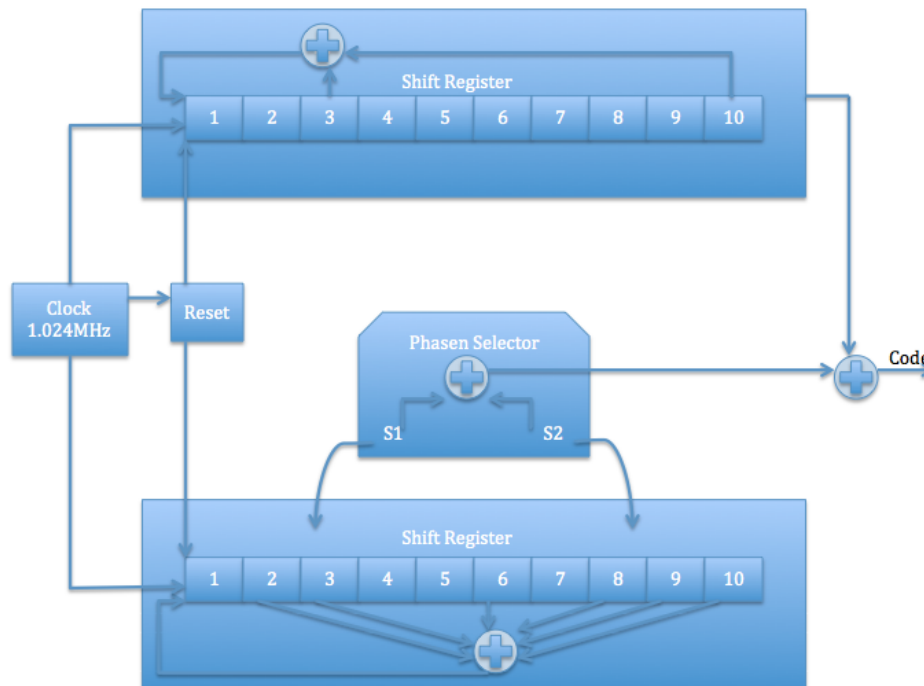 Shift Register
1 2 3 4 5 6 7 8 9 10
Clock
1.024MHz
Reset
Phasen Selector
S1 S2
Code
Shift Register
1 2 3 4 5 6 7 8 9 10